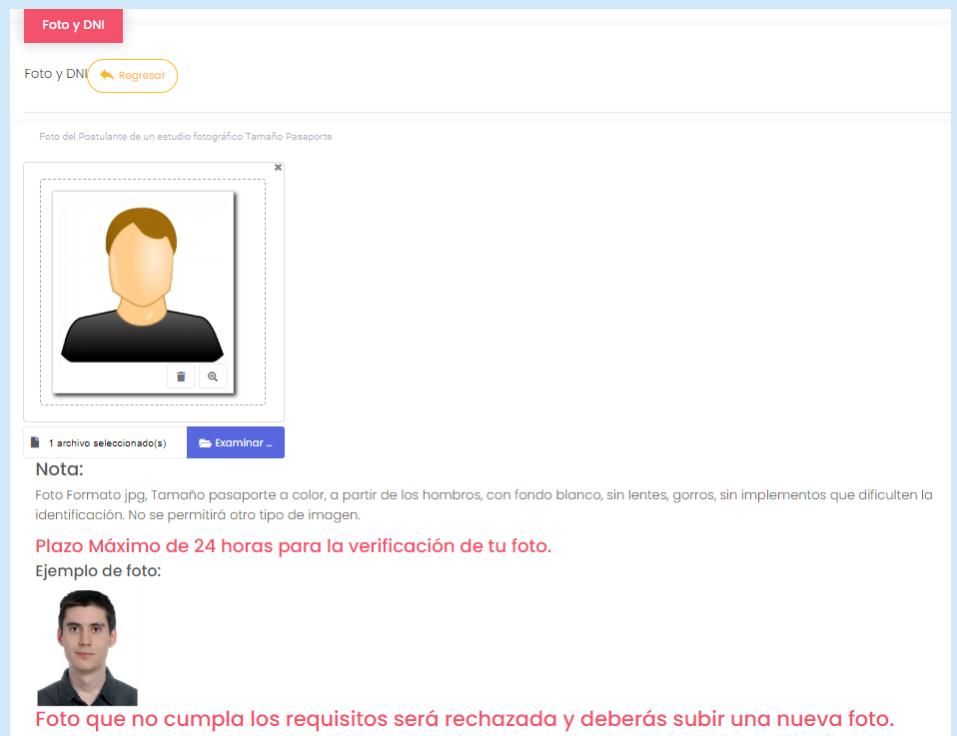 Foto y DNI
Foto y DNI
Regresar
Foto del Postulante de un estudio fotográfico Tamaño Pasaporte
1 archivo seleccionado(s)
Examinar ...
Nota:
Foto Formato jpg, Tamaño pasaporte a color, a partir de los hombros, con fondo blanco, sin lentes, gorros, sin implementos que dificulten la
identificación. No se permitirá otro tipo de imagen.
Plazo Máximo de 24 horas para la verificación de tu foto.
Ejemplo de foto:
Foto que no cumpla los requisitos será rechazada y deberás subir una nueva foto.